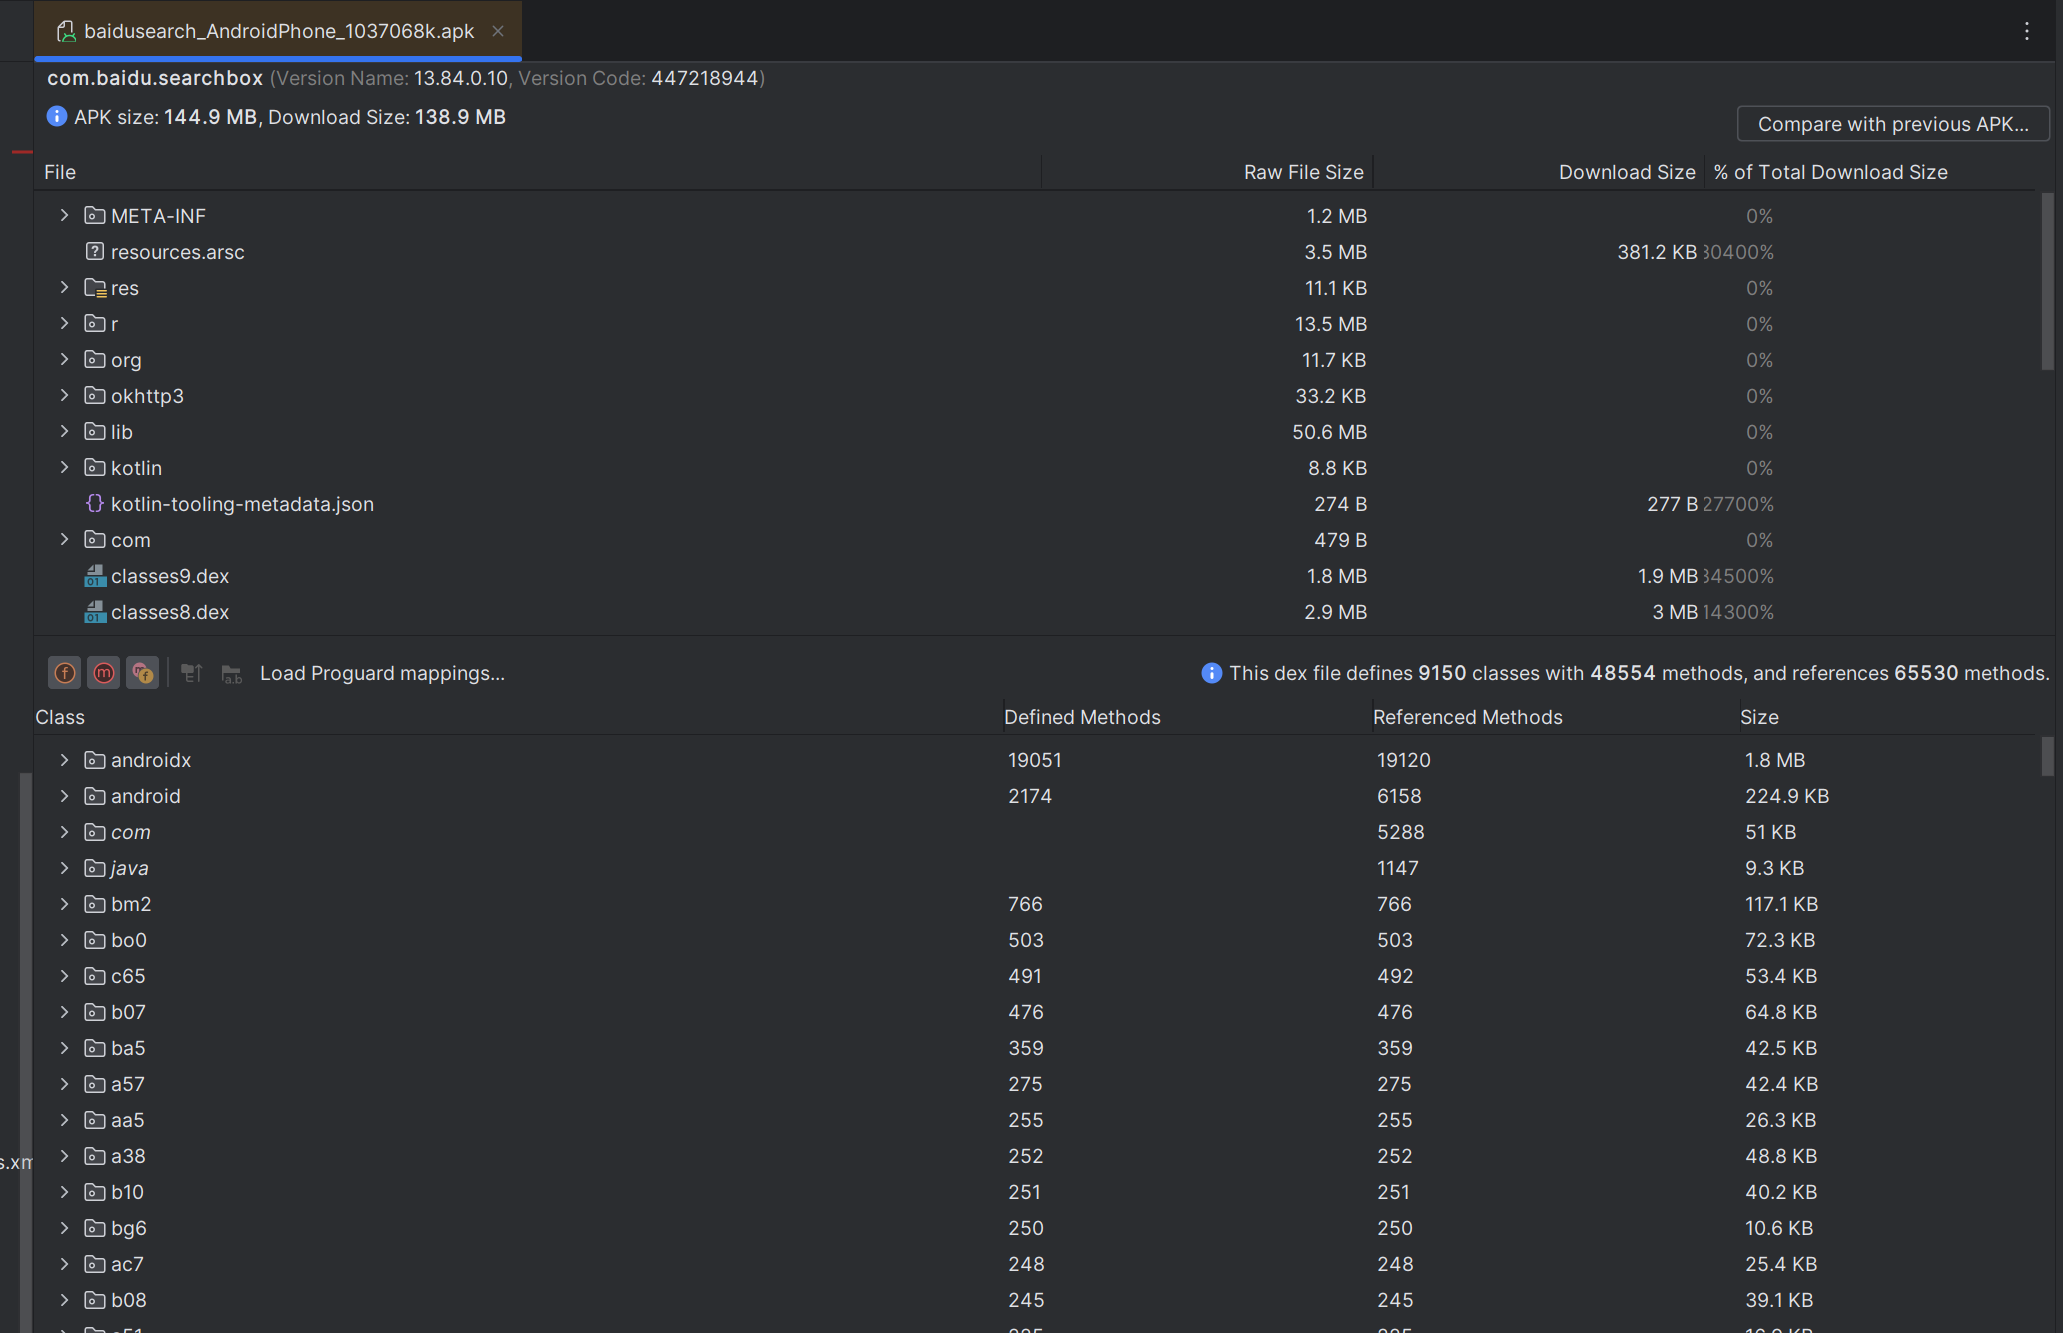 baidusearch_AndroidPhone_1037068k.apk
com.baidu.searchbox (Version Name: 13.84.0.10, Version Code: 447218944)
APK size: 144.9 MB, Download Size: 138.9 MB
Compare with previous APK...
File Raw File Size Download Size % of Total Download Size
META-INF 1.2 MB 0%
resources.arsc 3.5 MB 381.2 KB 30400%
res 11.1 KB 0%
r 13.5 MB 0%
org 11.7 KB 0%
okhttp3 33.2 KB 0%
lib 50.6 MB 0%
kotlin 8.8 KB 0%
kotlin-tooling-metadata.json 274 B 277 B 27700%
com 479 B 0%
classes9.dex 1.8 MB 1.9 MB 34500%
classes8.dex 2.9 MB 3 MB 14300%
Load Proguard mappings... This dex file defines 9150 classes with 48554 methods, and references 65530 methods.
Class Defined Methods Referenced Methods Size
androidx 19051 19120 1.8 MB
android 2174 6158 224.9 KB
com 5288 51 KB
java 1147 9.3 KB
bm2 766 766 117.1 KB
bo0 503 503 72.3 KB
c65 491 492 53.4 KB
b07 476 476 64.8 KB
ba5 359 359 42.5 KB
a57 275 275 42.4 KB
aa5 255 255 26.3 KB
s.xm
a38 252 252 48.8 KB
b10 251 251 40.2 KB
bg6 250 250 10.6 KB
ac7 248 248 25.4 KB
b08 245 245 39.1 KB